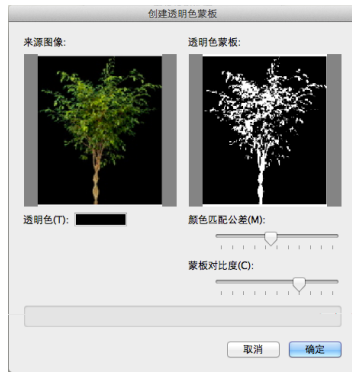 创建透明色蒙板
来源图像:
透明色蒙板:
透明色(T):
颜色匹配公差(M):
蒙板对比度(C):
取消
确定